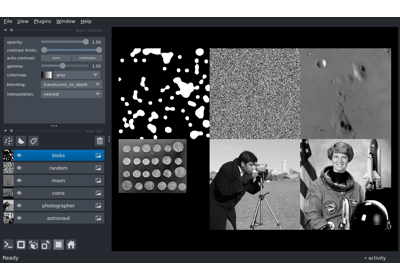 File View Plugins Window Help
opacity: 1.00
contrast limits:
auto-contrast: once continuous
gamma: 1.00
colormap: gray
blending: translucent_no_depth
interpolation: nearest
blobs
random
moon
coins
photographer
astronaut
Ready activity